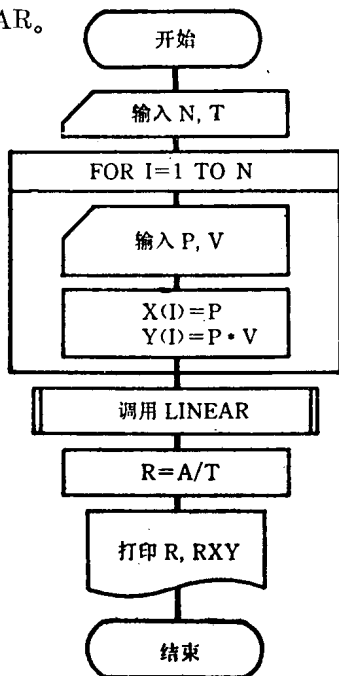 AR。
开始
输入 N, T
FOR I=1 TO N
输入 P, V
X(I)=P
Y(I)=P*V
调用 LINEAR
R=A/T
打印 R, RXY
结束